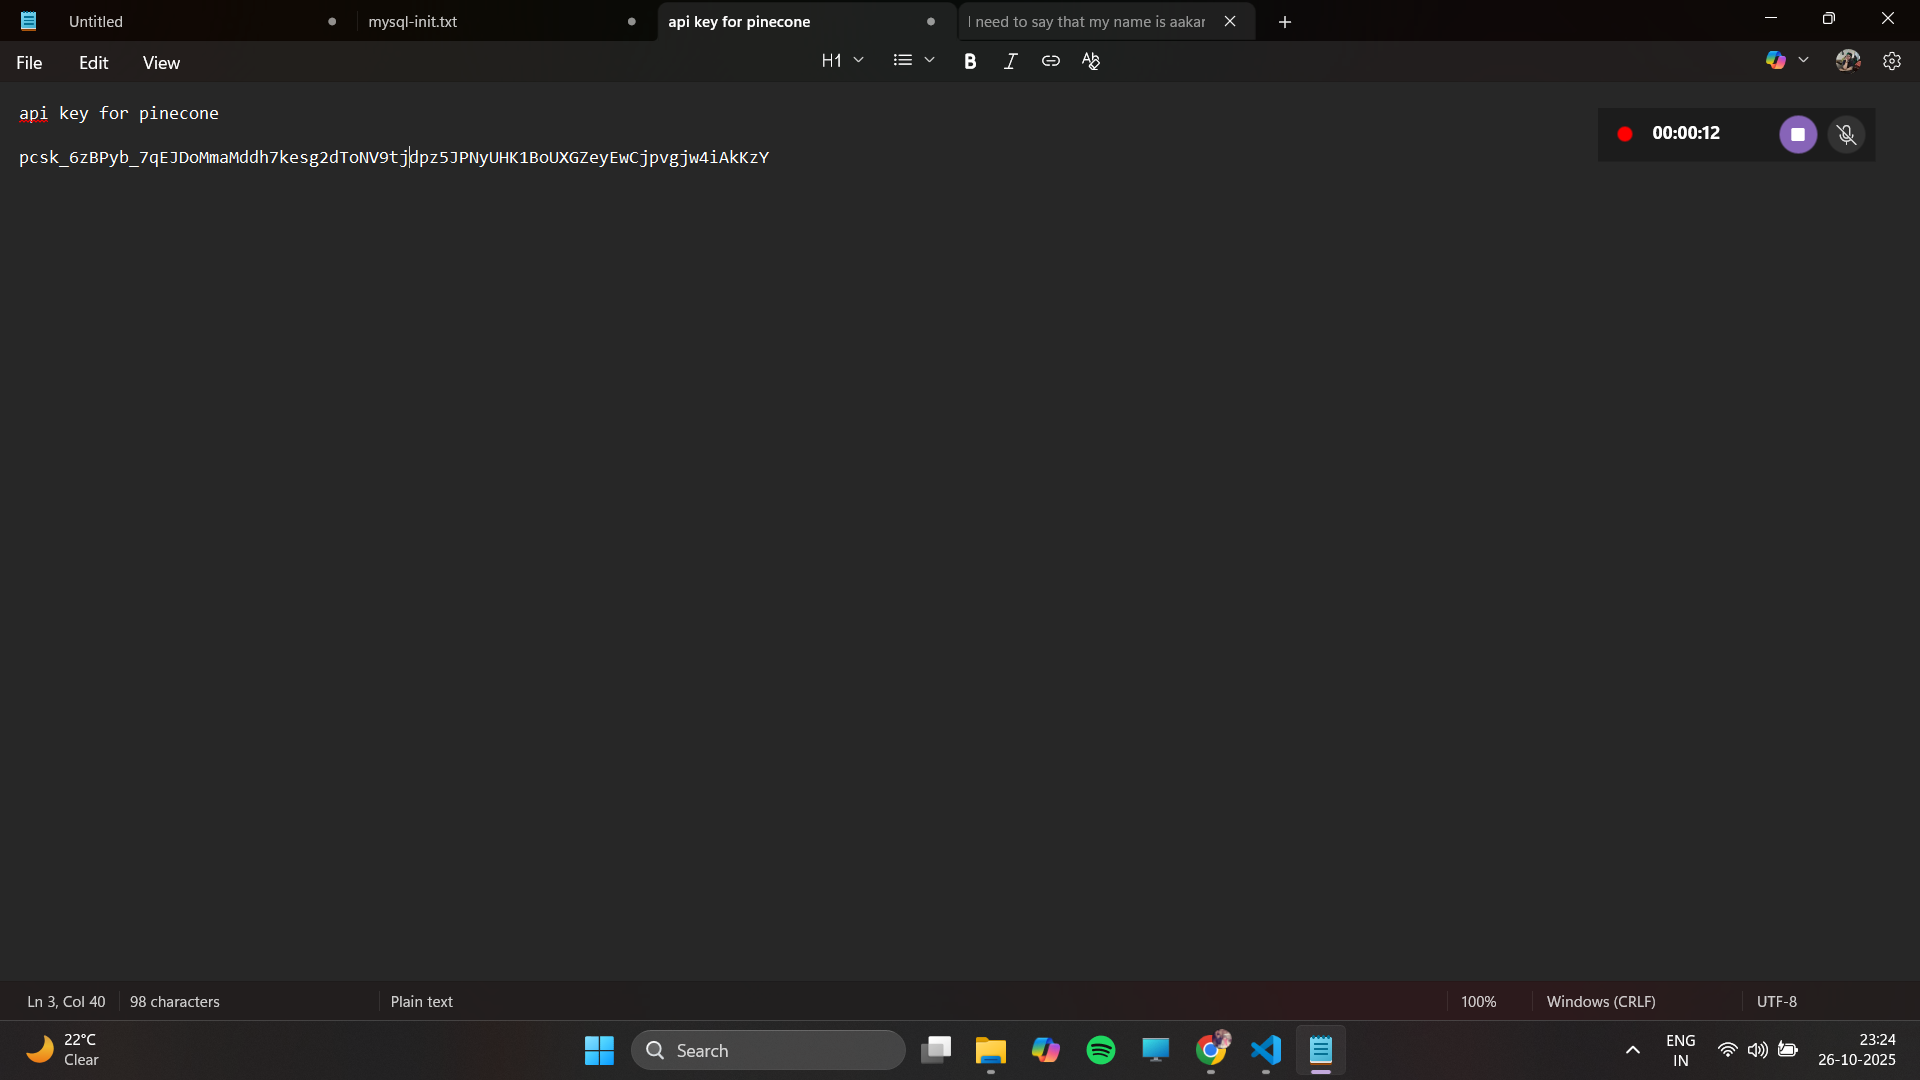 Untitled
mysql-init.txt
api key for pinecone
I need to say that my name is aakar
File Edit View
H1
api key for pinecone
00:00:12
pcsk_6zBPyb_7qEJDoMmaMddh7kesg2dToNV9tjdpz5JPNyUHK1BoUXGZeyEwCjpvgjw4iAkKzY
Ln 3, Col 40
98 characters
Plain text
100%
Windows (CRLF)
UTF-8
22°C
Clear
Search
ENG
IN
23:24
26-10-2025